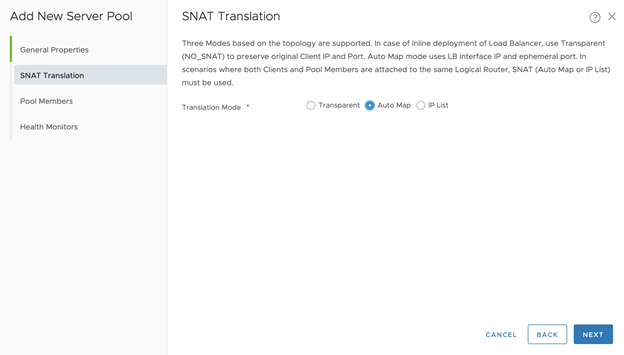 Add New Server Pool
General Properties
SNAT Translation
Pool Members
Health Monitors
SNAT Translation
Three Modes based on the topology are supported. In case of Inline deployment of Load Balancer, use Transparent
(NO_SNAT) to preserve original Client IP and Port. Auto Map mode uses LB interface IP and ephemeral port. In
scenarios where both Clients and Pool Members are attached to the same Logical Router, SNAT (Auto Map or IP List)
must be used.
Translation Mode * Transparent Auto Map IP List
CANCEL BACK NEXT